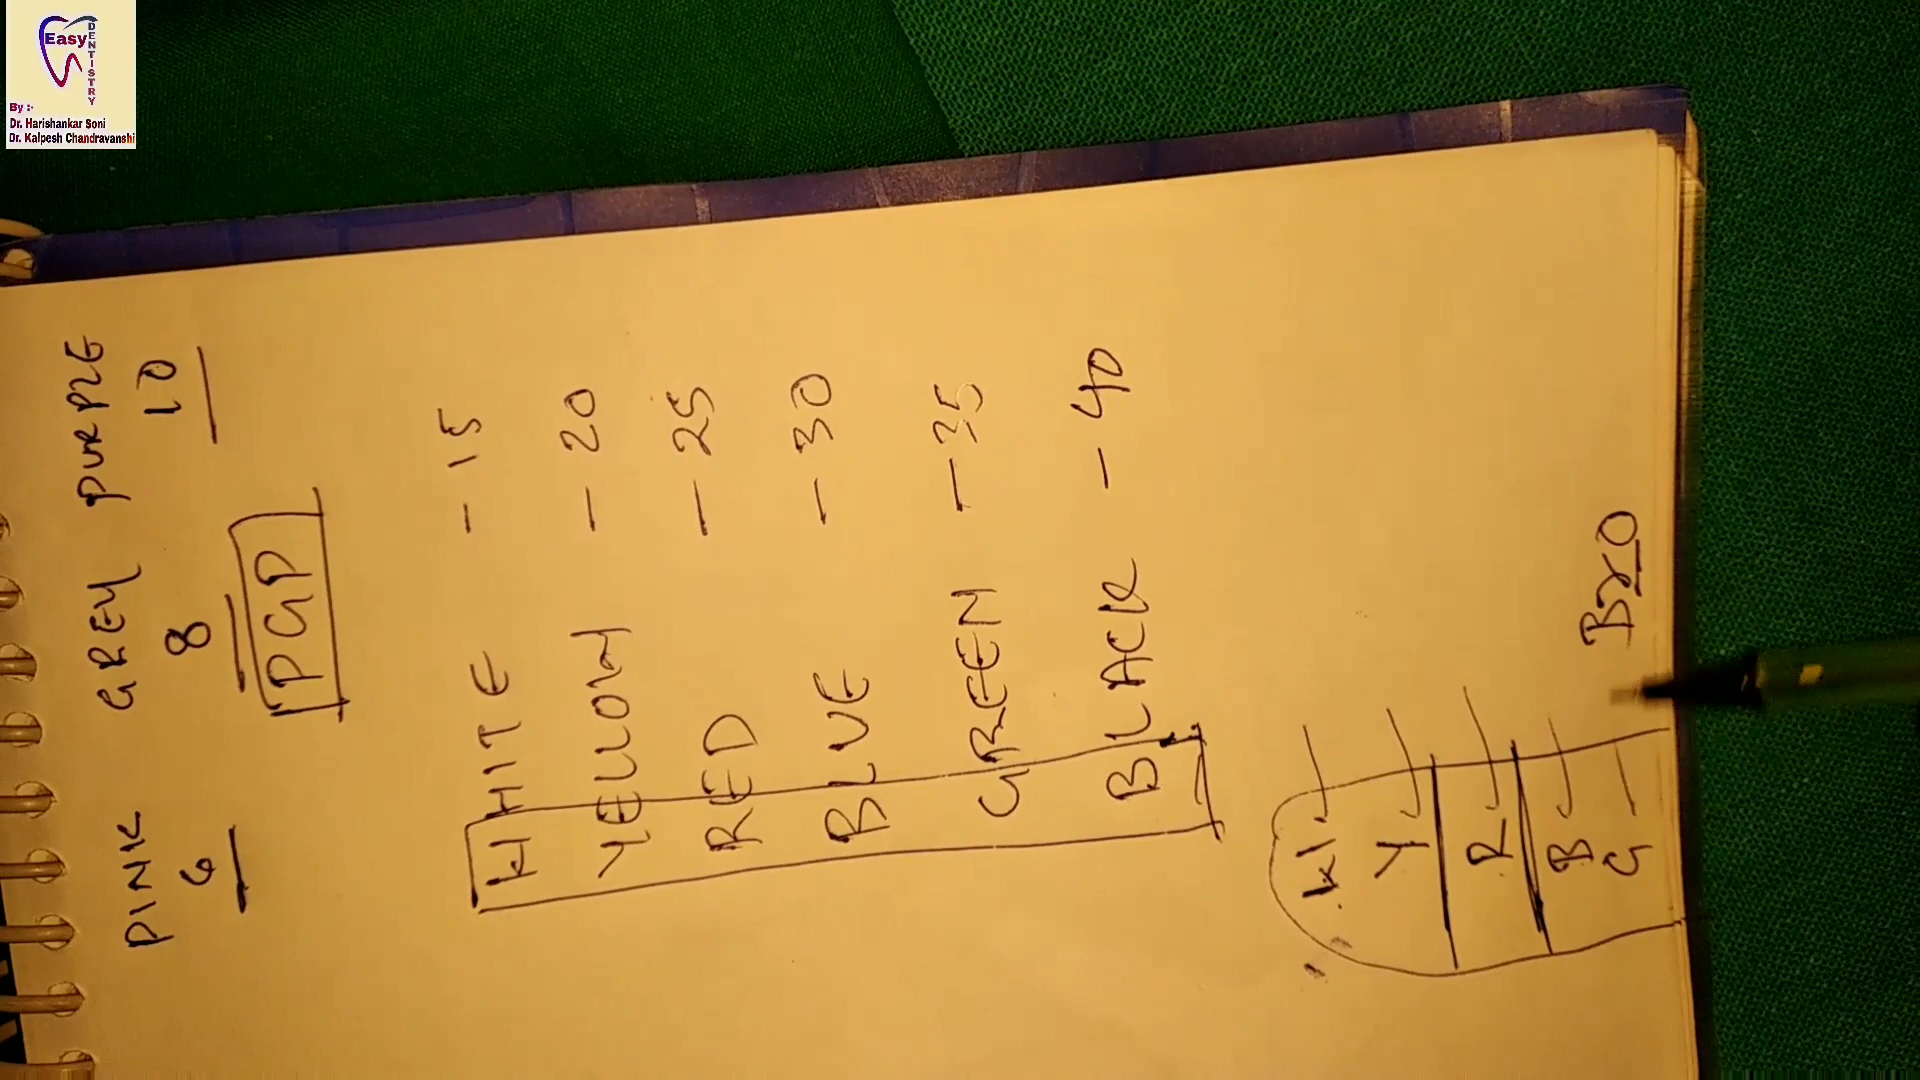 Easy
DENTISTRY
By :-
Dr. Harishankar Soni
Dr. Kalpesh Chandravanshi
PINK GREY PURPLE
6 8 10
PGP
WHITE - 15
YELLOW - 20
RED - 25
BLUE - 30
GREEN - 35
BLACK - 40
W
Y
R
B
G
BRO